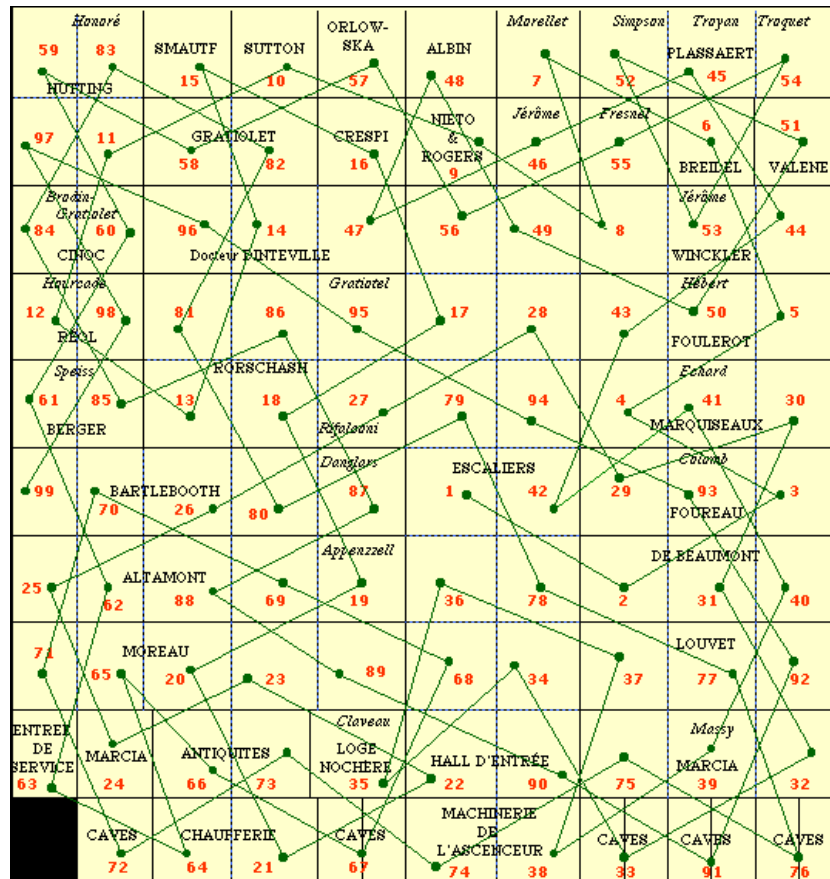 Honoré Morellet Simpson Troyan Troquet
59 83 SMAUTF SUTTON ORLOW-
SKA ALBIN PLASSAERT
HUTTING 15 10 57 48 7 52 45 54
97 11 GRATIOLET CRESPI NIETO
&
ROGERS Jérôme Fresnel 6 51
58 82 16 9 46 55 BREIDEL VALENE
Brodin-
Gratiolet Jérôme
84 60 96 14 47 56 49 8 53 44
CINOC Docteur DINTEVILLE WINCKLER
Hourcade Gratiolel Hébert
12 98 81 86 95 17 28 43 50 5
REOL FOULEROT
Speiss RORSCHASH Echard
61 85 13 18 27 79 94 4 41 30
BERGER Fifalooni MARQUISEAUX
Danglars ESCALIERS Colomb
99 BARTLEBOOTH 87 1 42 29 93 3
70 26 80 FOUREAU
Appenzzell DE BEAUMONT
25 ALTAMONT
62 88 69 19 36 78 2 31 40
71 MOREAU LOUVET
65 20 23 89 68 34 37 77 92
ENTREE
DE
SERVICE MARCIA ANTIQUITES Claveau
LOGE
NOCHERE HALL D'ENTRÉE Massy
MARCIA
63 24 66 73 35 22 90 75 39 32
CAVES CHAUFFERIE CAVES MACHINERIE
DE
L'ASCENCEUR CAVES CAVES CAVES
72 64 21 67 74 38 33 91 76